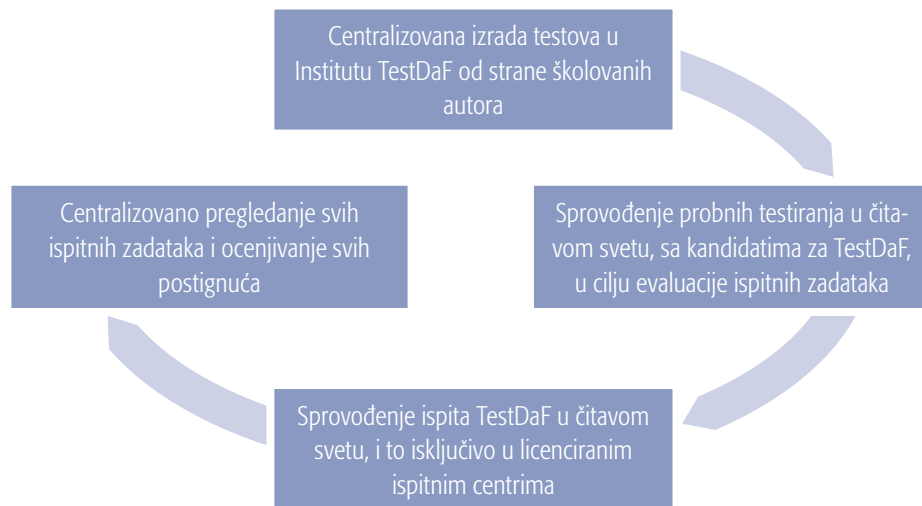 Centralizovana izrada testova u
Institutu TestDaF od strane školovanih
autora
Sprovođenje probnih testiranja u čita-
vom svetu, sa kandidatima za TestDaF,
u cilju evaluacije ispitnih zadataka
Sprovođenje ispita TestDaF u čitavom
svetu, i to isključivo u licenciranim
ispitnim centrima
Centralizovano pregledanje svih
ispitnih zadataka i ocenjivanje svih
postignuća